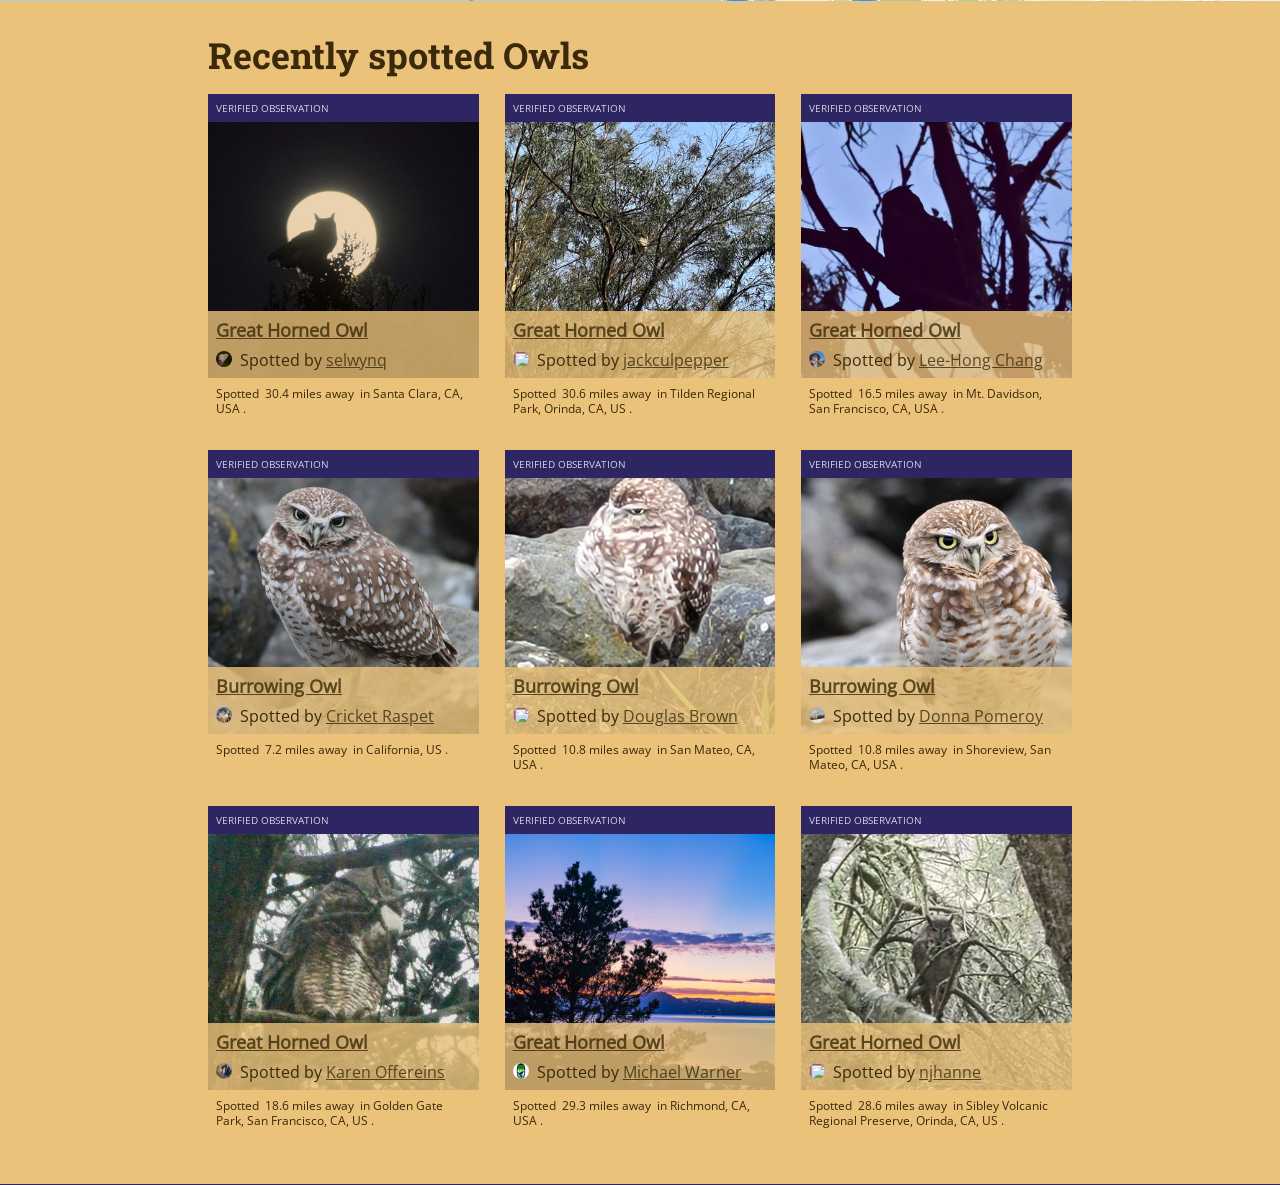 Recently spotted Owls
VERIFIED OBSERVATION
Great Horned Owl
Spotted by selwynq
Spotted 30.4 miles away in Santa Clara, CA,
USA .
VERIFIED OBSERVATION
Great Horned Owl
Spotted by jackculpepper
Spotted 30.6 miles away in Tilden Regional
Park, Orinda, CA, US .
VERIFIED OBSERVATION
Great Horned Owl
Spotted by Lee-Hong Chang
Spotted 16.5 miles away in Mt. Davidson,
San Francisco, CA, USA .
VERIFIED OBSERVATION
Burrowing Owl
Spotted by Cricket Raspet
Spotted 7.2 miles away in California, US .
VERIFIED OBSERVATION
Burrowing Owl
Spotted by Douglas Brown
Spotted 10.8 miles away in San Mateo, CA,
USA .
VERIFIED OBSERVATION
Burrowing Owl
Spotted by Donna Pomeroy
Spotted 10.8 miles away in Shoreview, San
Mateo, CA, USA .
VERIFIED OBSERVATION
Great Horned Owl
Spotted by Karen Offereins
Spotted 18.6 miles away in Golden Gate
Park, San Francisco, CA, US .
VERIFIED OBSERVATION
Great Horned Owl
Spotted by Michael Warner
Spotted 29.3 miles away in Richmond, CA,
USA .
VERIFIED OBSERVATION
Great Horned Owl
Spotted by njhanne
Spotted 28.6 miles away in Sibley Volcanic
Regional Preserve, Orinda, CA, US .